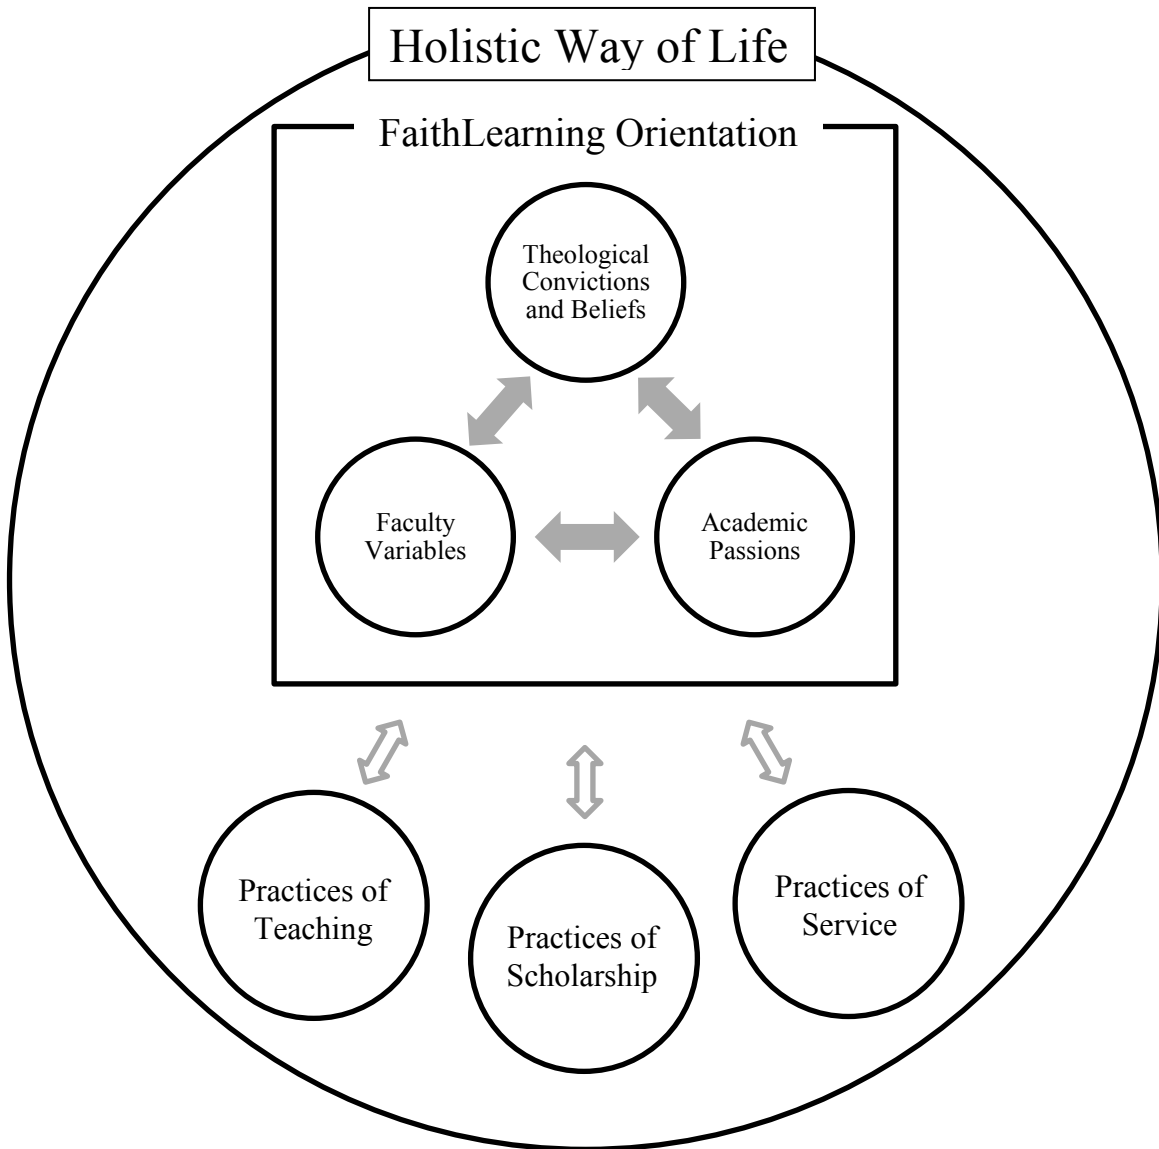 Holistic Way of Life
FaithLearning Orientation
Theological
Convictions
and Beliefs
Faculty
Variables
Academic
Passions
Practices of
Teaching
Practices of
Scholarship
Practices of
Service